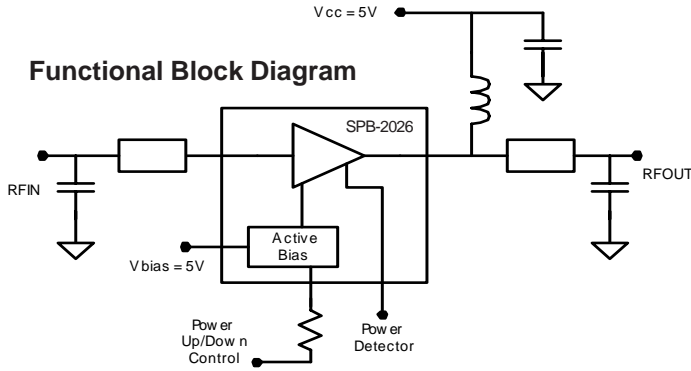 Vcc = 5V
Functional Block Diagram
SPB-2026
RFIN
RFOUT
Active
Bias
Vbias = 5V
Power
Up/Down
Control
Power
Detector